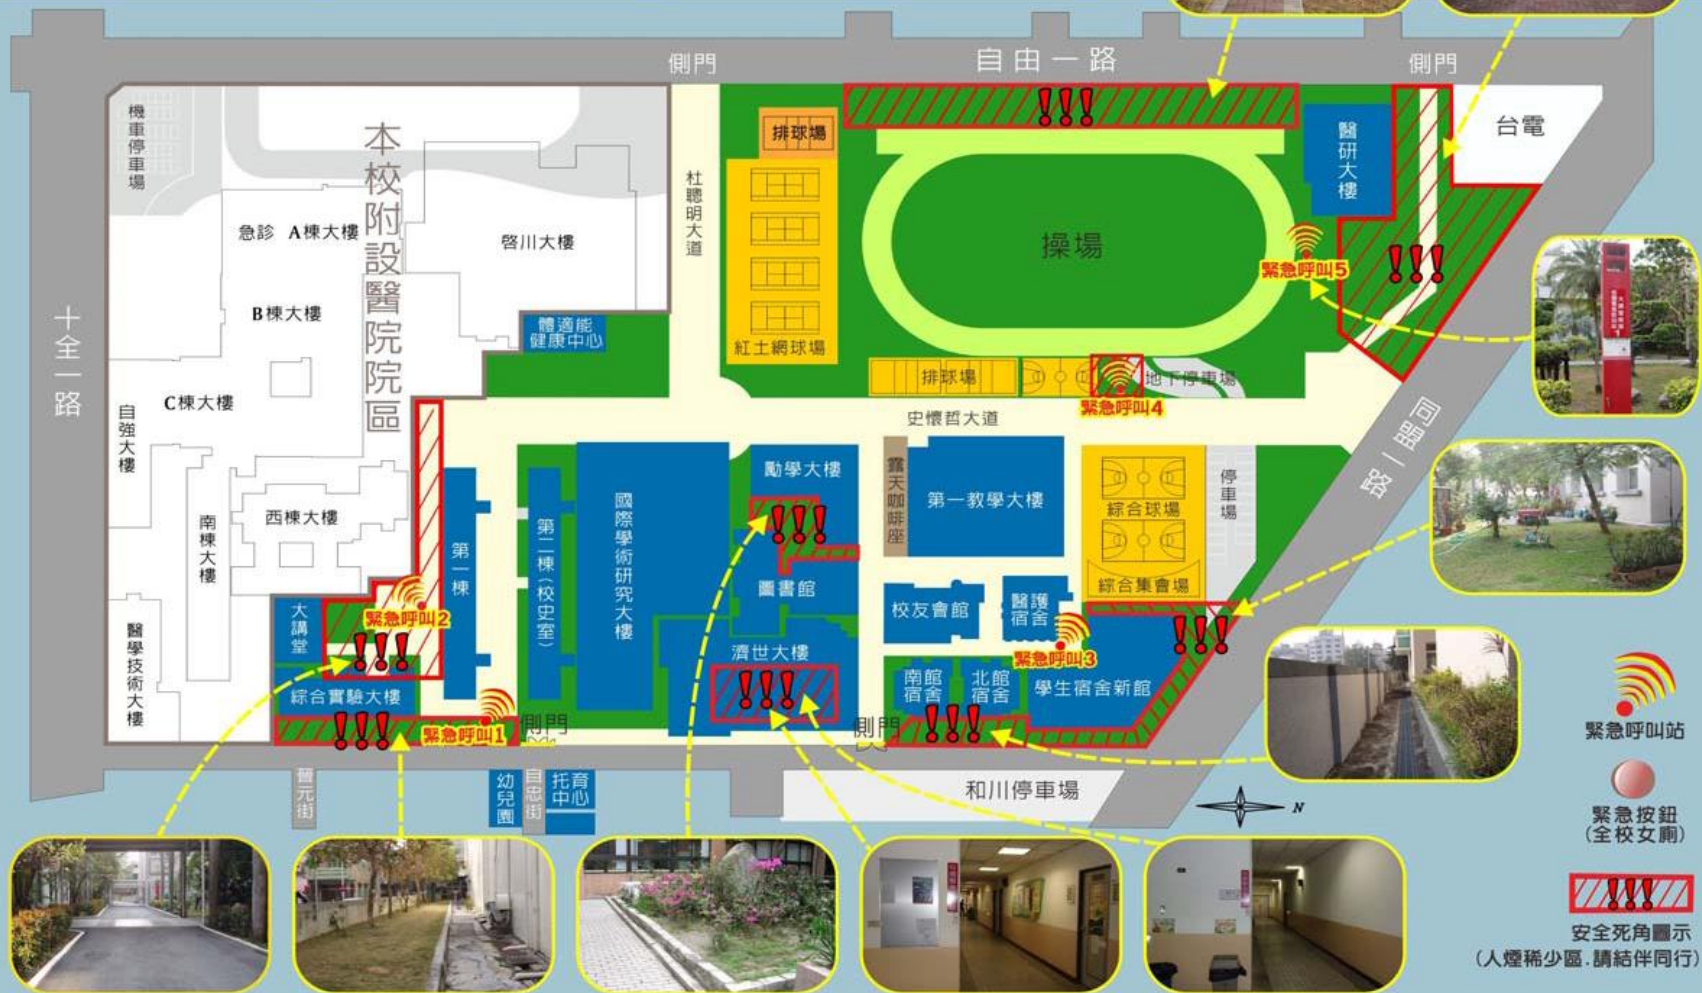 側門
自由一路
側門
機車停車場
本校附設醫院院區
排球場
醫研大樓
台電
杜聰明大道
急診 A棟大樓
啓川大樓
操場
緊急呼叫5
B棟大樓
十全一路
體適能
健康中心
紅土網球場
排球場
地下停車場
緊急呼叫4
自強大樓
C棟大樓
史懷哲大道
同盟一路
勵學大樓
露天咖啡座
第一教學大樓
綜合球場
停車場
南棟大樓
西棟大樓
第一棟
第二棟(校史室)
國際學術研究大樓
圖書館
綜合集會場
校友會館
醫護
宿舍
大講堂
緊急呼叫2
醫學技術大樓
濟世大樓
緊急呼叫3
綜合實驗大樓
南館
宿舍
北館
宿舍
學生宿舍新館
緊急呼叫1
側門
側門
緊急呼叫站
普元街
幼兒園
自忠街
托育
中心
和川停車場
N
緊急按鈕
(全校女廁)
安全死角圖示
(人煙稀少區.請結伴同行)